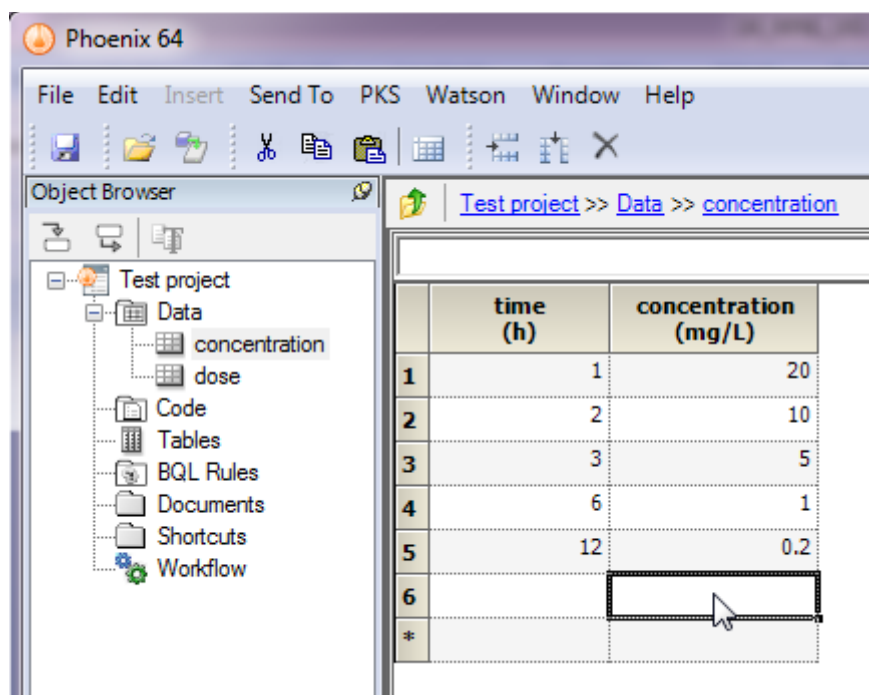 Phoenix 64
File Edit Insert Send To PKS Watson Window Help
Object Browser
Test project >> Data >> concentration
Test project
Data
concentration
dose
Code
Tables
BQL Rules
Documents
Shortcuts
Workflow
time concentration
(h) (mg/L)
1 1 20
2 2 10
3 3 5
4 6 1
5 12 0.2
6
*